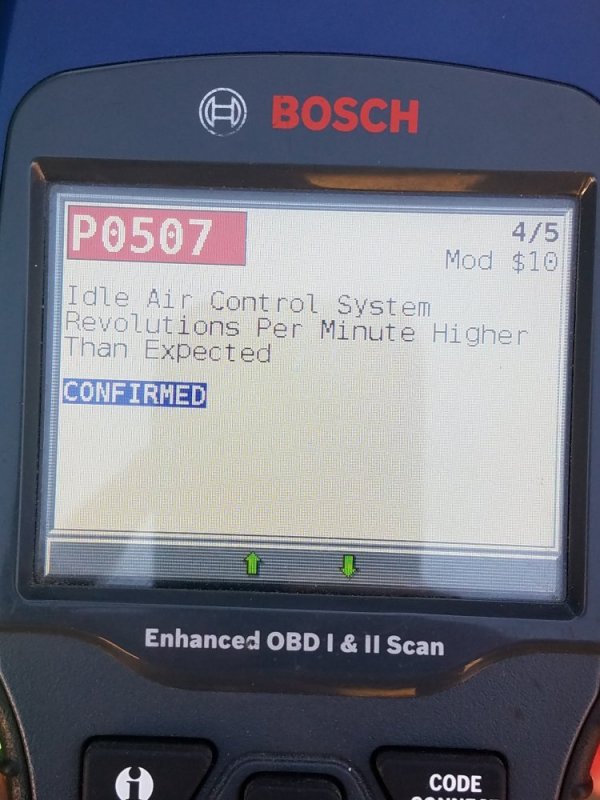 BOSCH
P0507
4/5
Mod $10
Idle Air Control System
Revolutions Per Minute Higher
Than Expected
CONFIRMED
Enhanced OBD I & II Scan
i
CODE
CONNECT